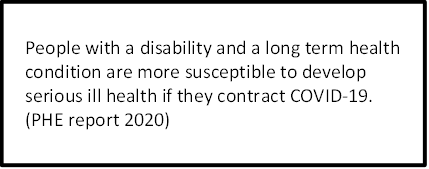 People with a disability and a long term health
condition are more susceptible to develop
serious ill health if they contract COVID-19.
(PHE report 2020)